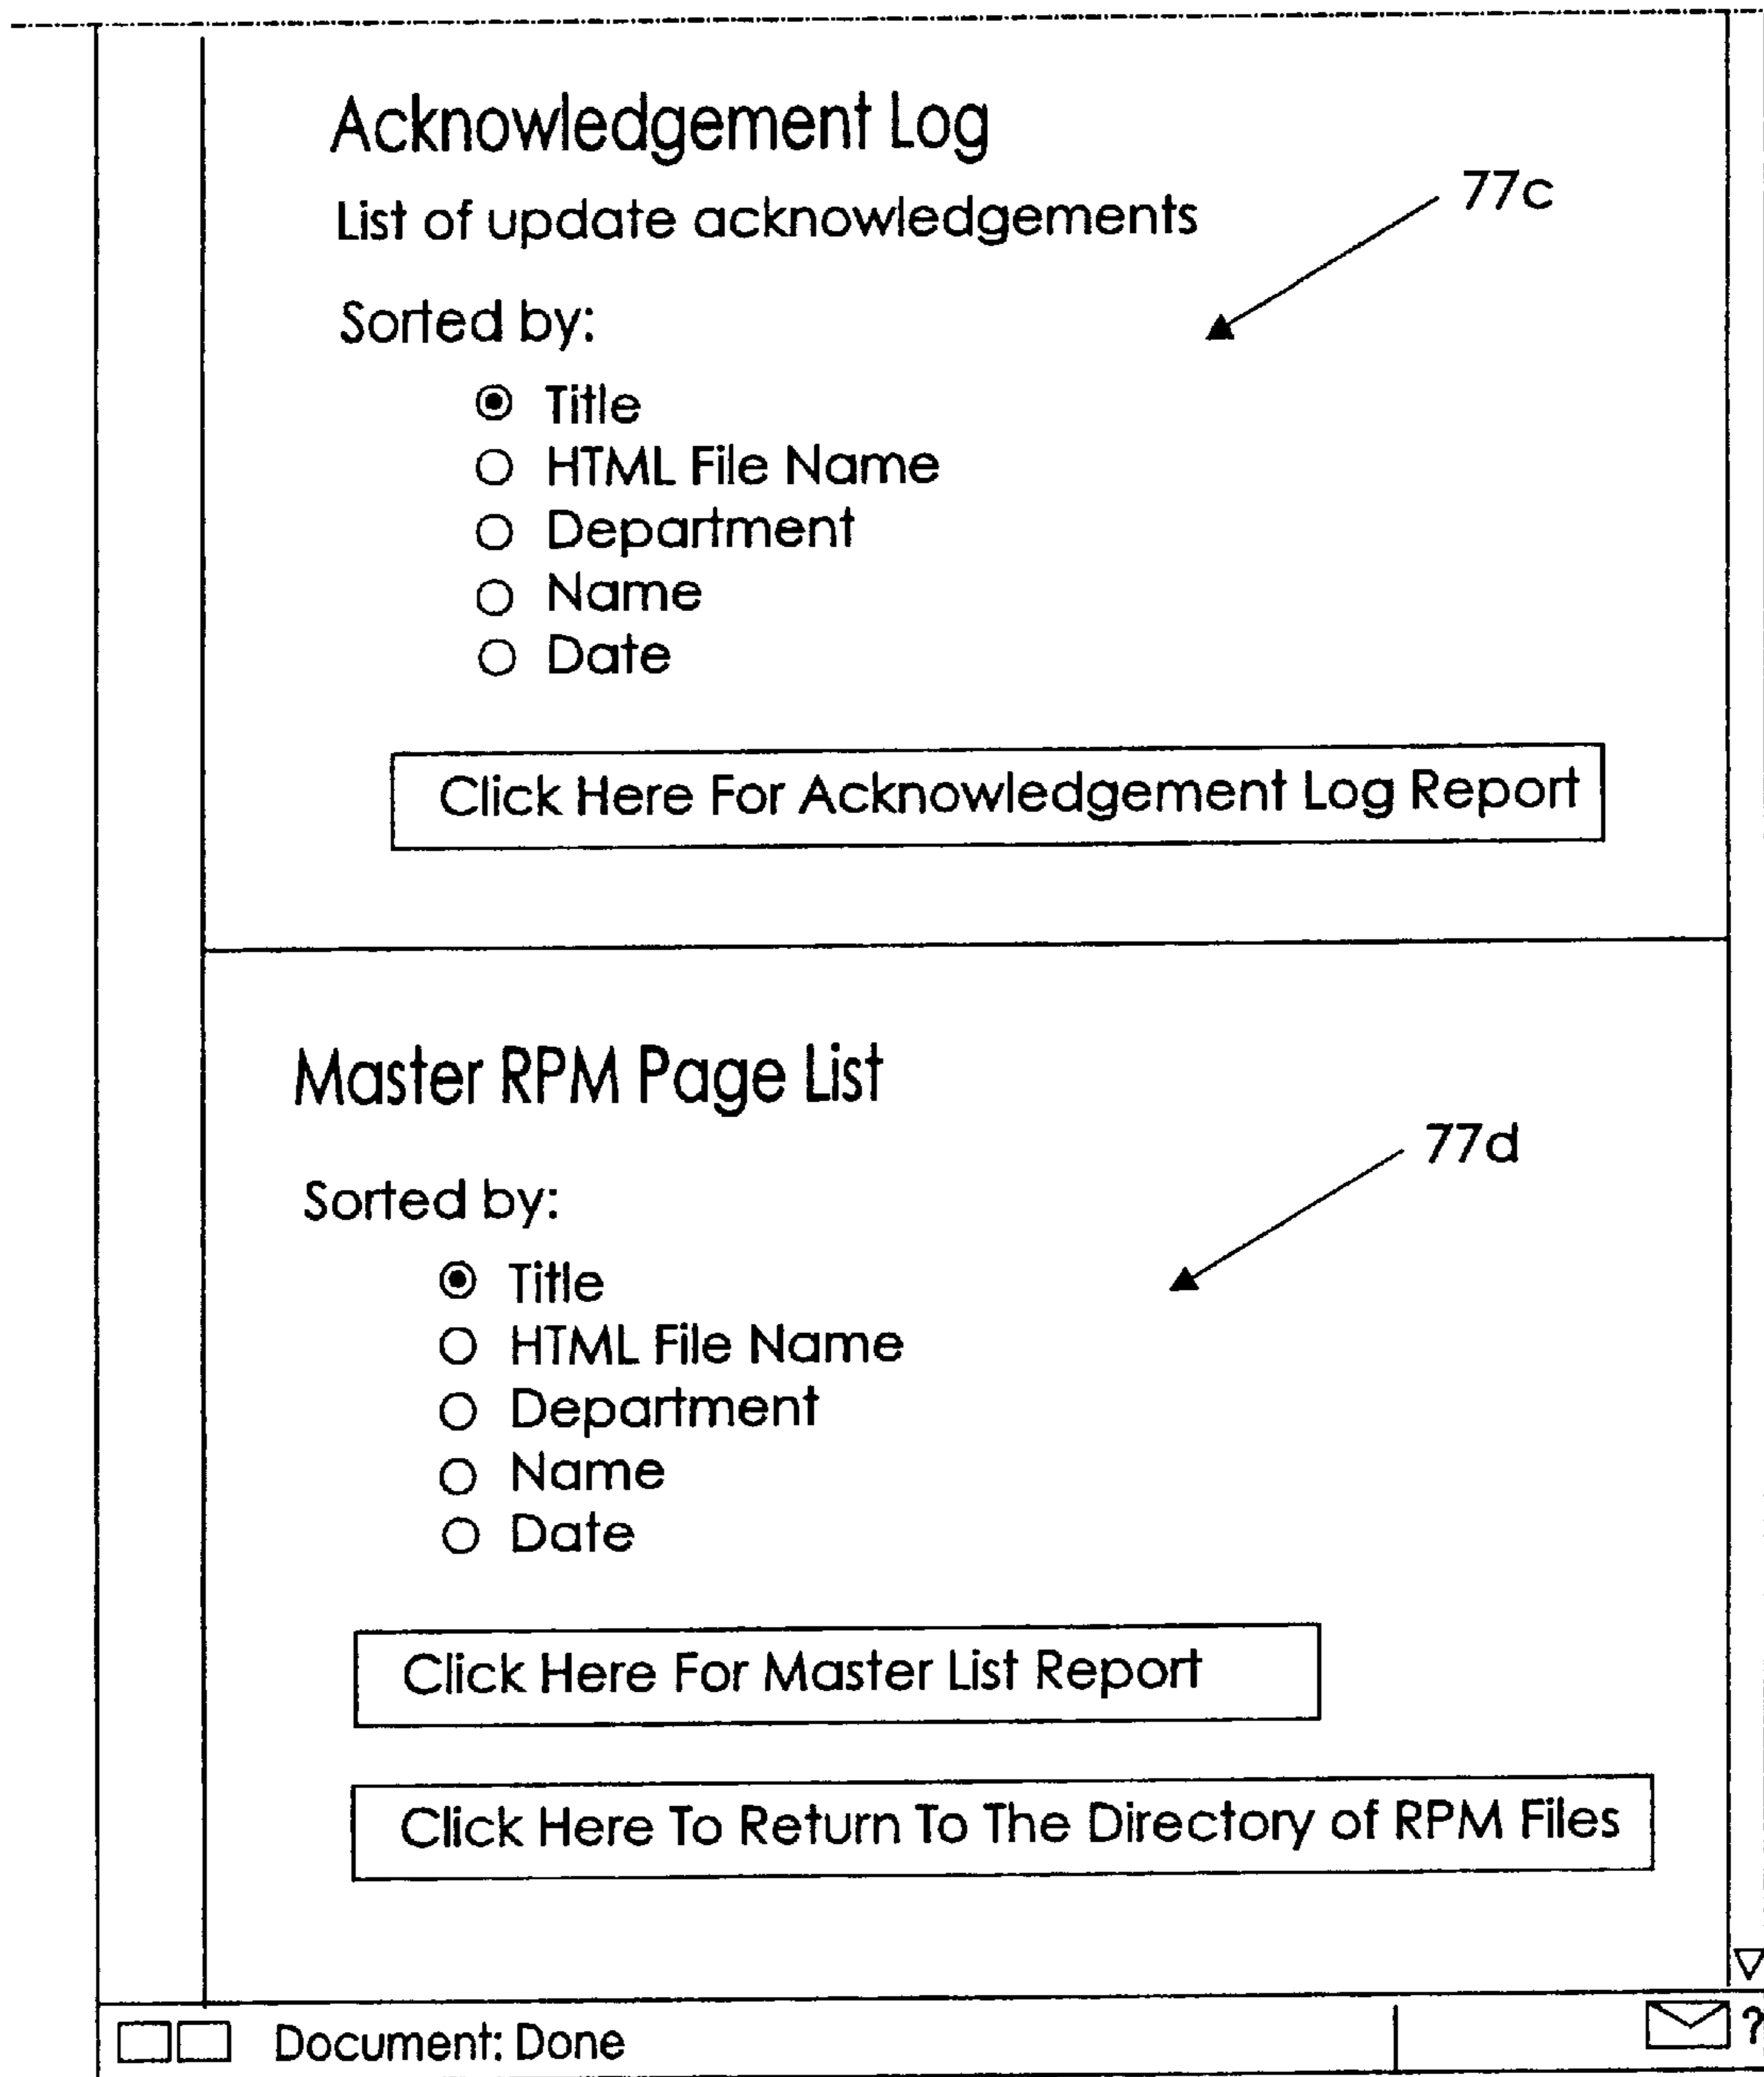 Acknowledgement Log
77c
List of update acknowledgements
Sorted by:
Title
HTML File Name
Department
Name
Date
Click Here For Acknowledgement Log Report
Master RPM Page List
77d
Sorted by:
Title
HTML File Name
Department
Name
Date
Click Here For Master List Report
Click Here To Return To The Directory of RPM Files
Document: Done
?